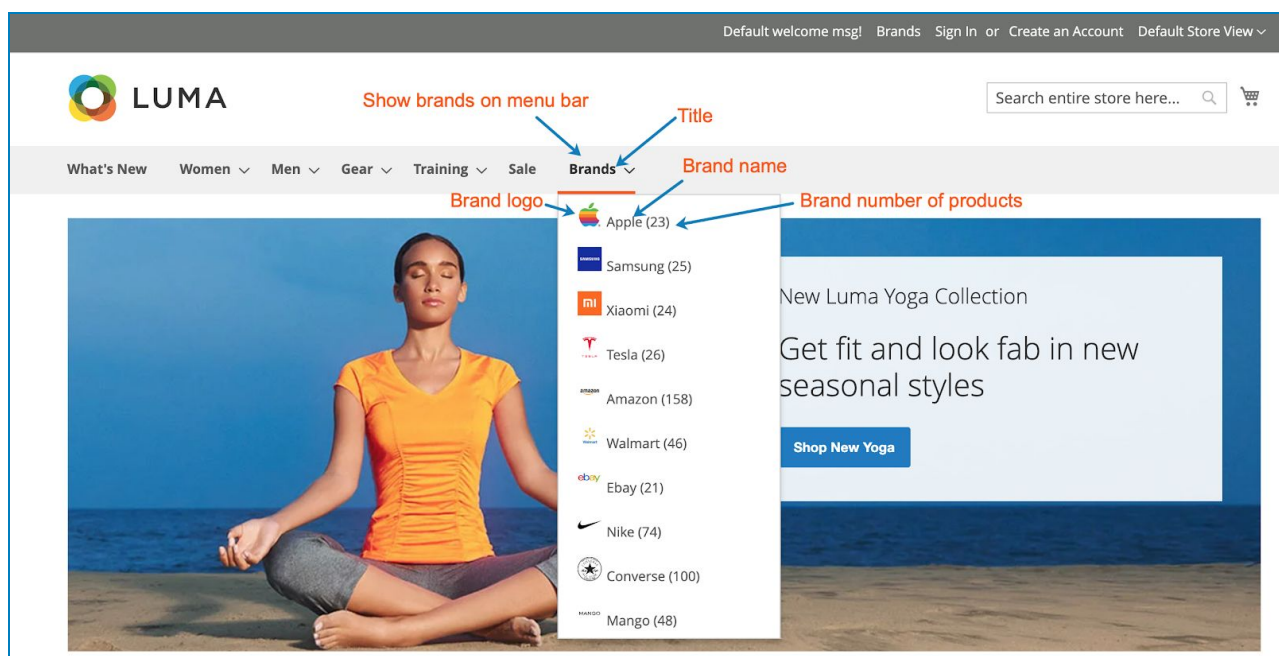 Default welcome msg! Brands Sign In or Create an Account Default Store View
LUMA
Search entire store here...
Show brands on menu bar
Title
What's New Women Men Gear Training Sale Brands
Brand name
Brand logo
Brand number of products
Apple (23)
Samsung (25)
Xiaomi (24)
Tesla (26)
amazon
Amazon (158)
Walmart (46)
ebay
Ebay (21)
Nike (74)
Converse (100)
MANGO
Mango (48)
New Luma Yoga Collection
Get fit and look fab in new
seasonal styles
Shop New Yoga